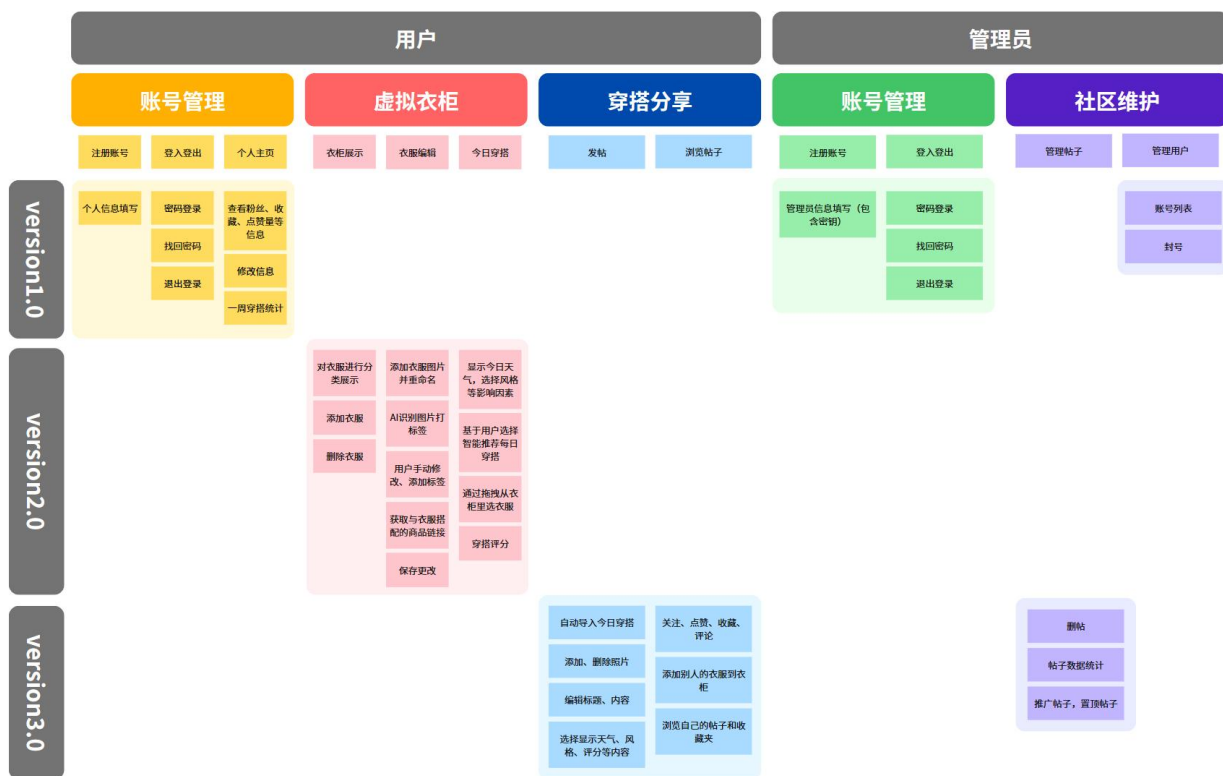 用户
管理员
账号管理
虚拟衣柜
穿搭分享
账号管理
社区维护
注册账号
登入登出
个人主页
衣柜展示
衣服编辑
今日穿搭
发帖
浏览帖子
注册账号
登入登出
管理帖子
管理用户
version1.0
个人信息填写
密码登录
找回密码
退出登录
查看粉丝、收
藏、点赞量等
信息
修改信息
一周穿搭统计
管理员信息填写（包
含密钥）
密码登录
找回密码
退出登录
账号列表
封号
version2.0
对衣服进行分
类展示
添加衣服
删除衣服
添加衣服图片
并重命名
AI识别图片打
标签
用户手动修
改、添加标签
获取与衣服搭
配的商品链接
保存更改
显示今日天
气，选择风格
等影响因素
基于用户选择
智能推荐每日
穿搭
通过拖拽从衣
柜里选衣服
穿搭评分
version3.0
自动导入今日穿搭
添加、删除照片
编辑标题、内容
选择显示天气、风
格、评分等内容
关注、点赞、收藏、
评论
添加别人的衣服到衣
柜
浏览自己的帖子和收
藏夹
删帖
帖子数据统计
推广帖子，置顶帖子